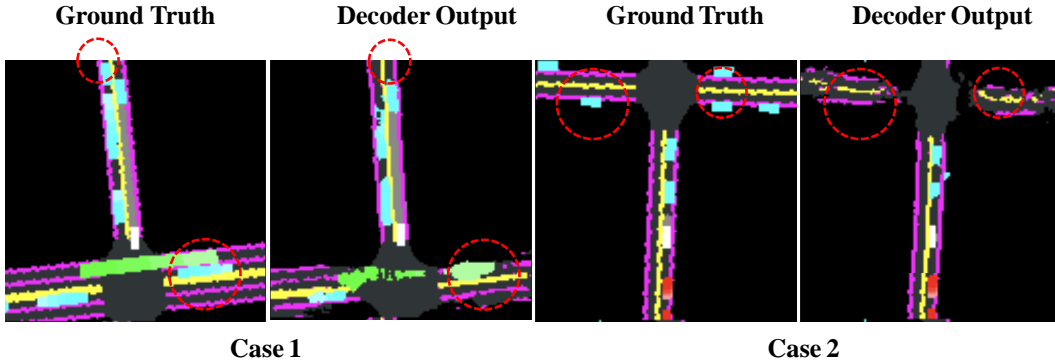 Ground Truth
Decoder Output
Ground Truth
Decoder Output
Case 1
Case 2